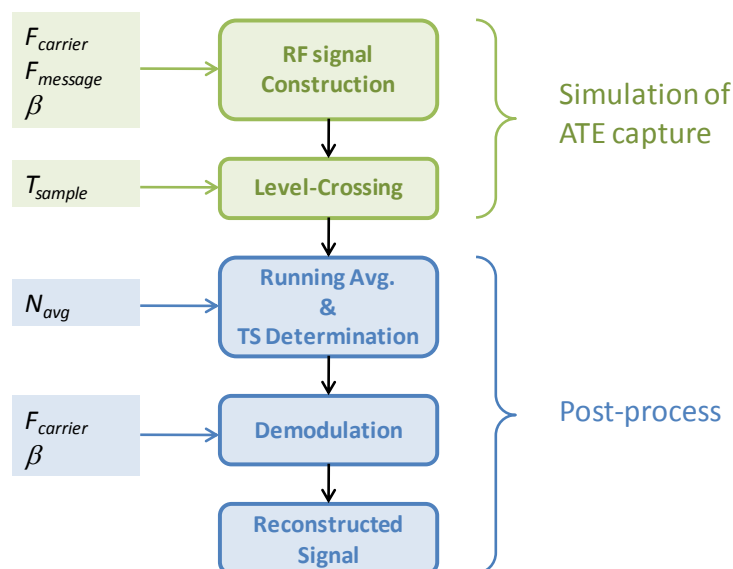 F_carrier
F_message
β
RF signal
Construction
Simulation of
ATE capture
T_sample
Level-Crossing
N_avg
Running Avg.
&
TS Determination
F_carrier
β
Demodulation
Post-process
Reconstructed
Signal